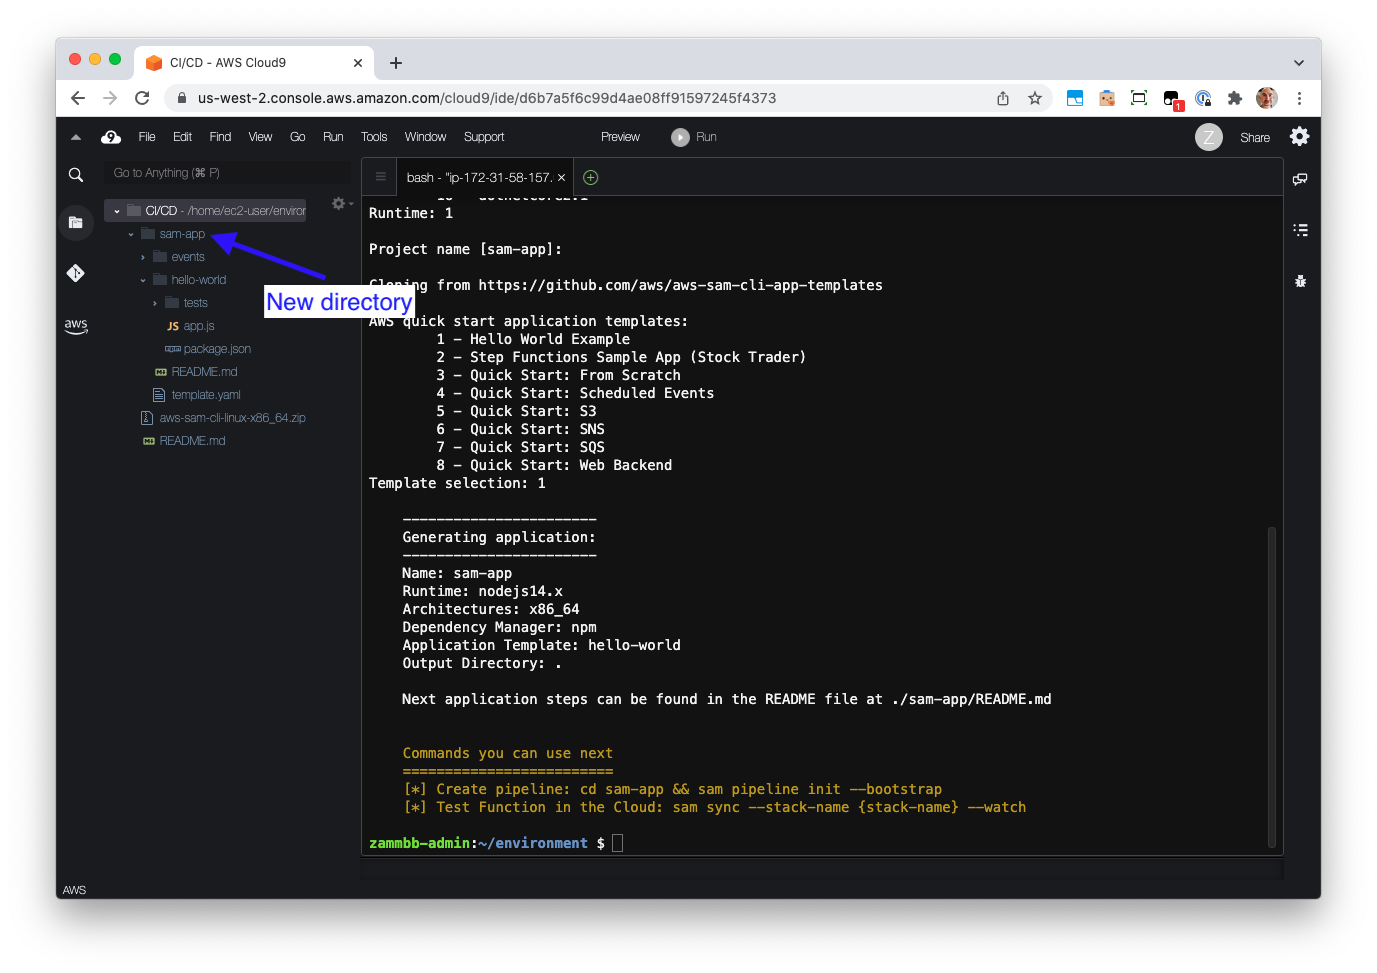 CI/CD - AWS Cloud9
us-west-2.console.aws.amazon.com/cloud9/ide/d6b7a5f6c99d4ae08ff91597245f4373
1
9 File Edit Find View Go Run Tools Window Support Preview Run Z Share
Go to Anything (⌘ P)
bash - "ip-172-31-58-157.
CI/CD - /home/ec2-user/enviror
sam-app
events
hello-world
tests
JS app.js
npm package.json
README.md
template.yaml
aws-sam-cli-linux-x86_64.zip
README.md
aws
New directory
Runtime: 1
Project name [sam-app]:
Cloning from https://github.com/aws/aws-sam-cli-app-templates
AWS quick start application templates:
1 - Hello World Example
2 - Step Functions Sample App (Stock Trader)
3 - Quick Start: From Scratch
4 - Quick Start: Scheduled Events
5 - Quick Start: S3
6 - Quick Start: SNS
7 - Quick Start: SQS
8 - Quick Start: Web Backend
Template selection: 1
-----------------------
Generating application:
-----------------------
Name: sam-app
Runtime: nodejs14.x
Architectures: x86_64
Dependency Manager: npm
Application Template: hello-world
Output Directory: .
Next application steps can be found in the README file at ./sam-app/README.md
Commands you can use next
=========================
[*] Create pipeline: cd sam-app && sam pipeline init --bootstrap
[*] Test Function in the Cloud: sam sync --stack-name {stack-name} --watch
zammbb-admin:~/environment $
AWS